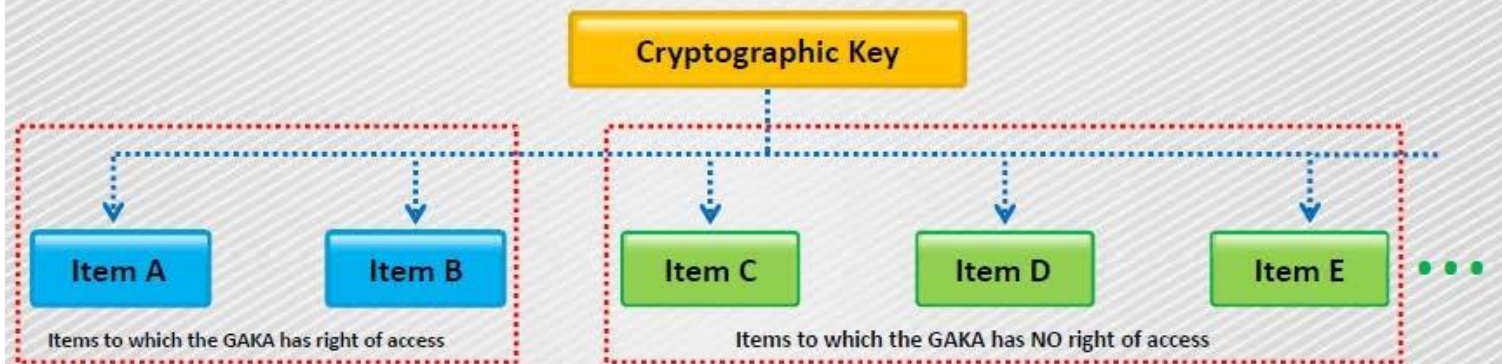 Cryptographic Key
Item A
Item B
Item C
Item D
Item E
Items to which the GAKA has right of access
Items to which the GAKA has NO right of access